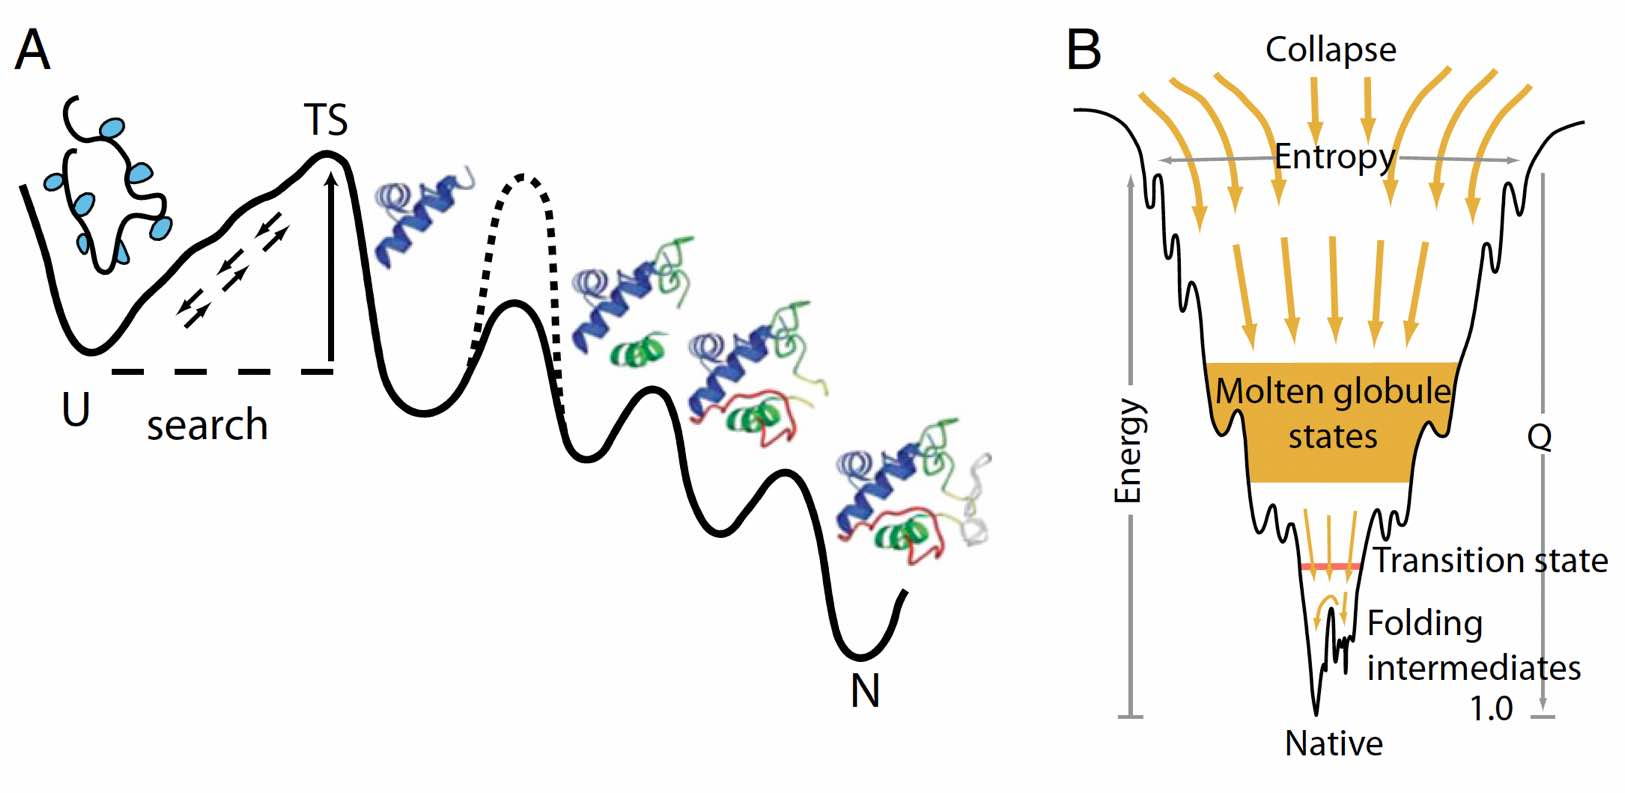 A
TS
U
search
N
B
Collapse
Entropy
Molten globule
states
Energy
Q
Transition state
Folding
intermediates
1.0
Native